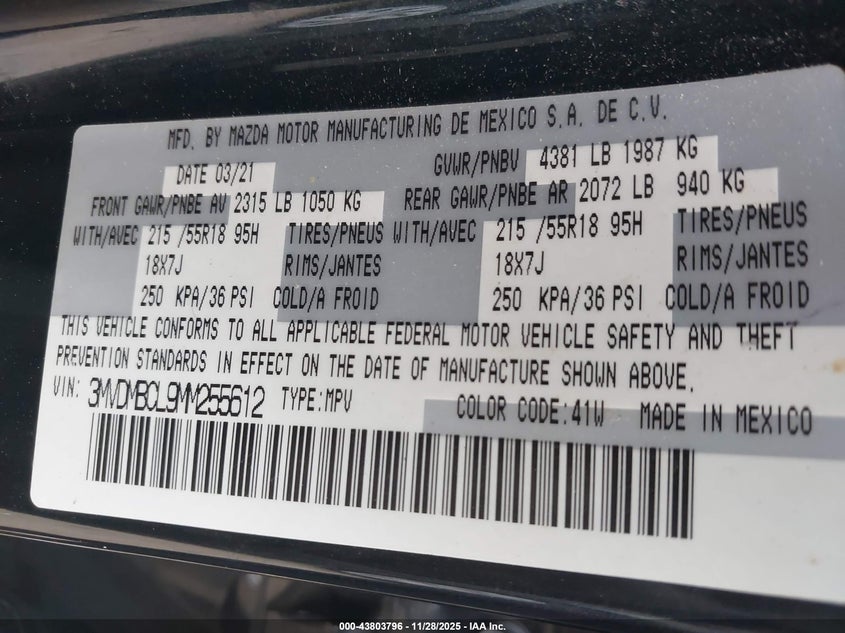 MFD. BY MAZDA MOTOR MANUFACTURING DE MEXICO S.A. DE C.V.
DATE 03/21 GVWR/PNBV 4381 LB 1987 KG
FRONT GAWR/PNBE AV 2315 LB 1050 KG REAR GAWR/PNBE AR 2072 LB 940 KG
WITH/AVEC 215 /55R18 95H TIRES/PNEUS WITH/AVEC 215 /55R18 95H TIRES/PNEUS
18X7J RIMS/JANTES 18X7J RIMS/JANTES
250 KPA/36 PSI COLD/A FROID 250 KPA/36 PSI COLD/A FROID
THIS VEHICLE CONFORMS TO ALL APPLICABLE FEDERAL MOTOR VEHICLE SAFETY AND THEFT
PREVENTION STANDARDS IN EFFECT ON THE DATE OF MANUFACTURE SHOWN ABOVE.
VIN: 3MVDMBCL9MM255612 TYPE:MPV COLOR CODE:41W MADE IN MEXICO
000-43803796 - 11/28/2025 - IAA Inc.